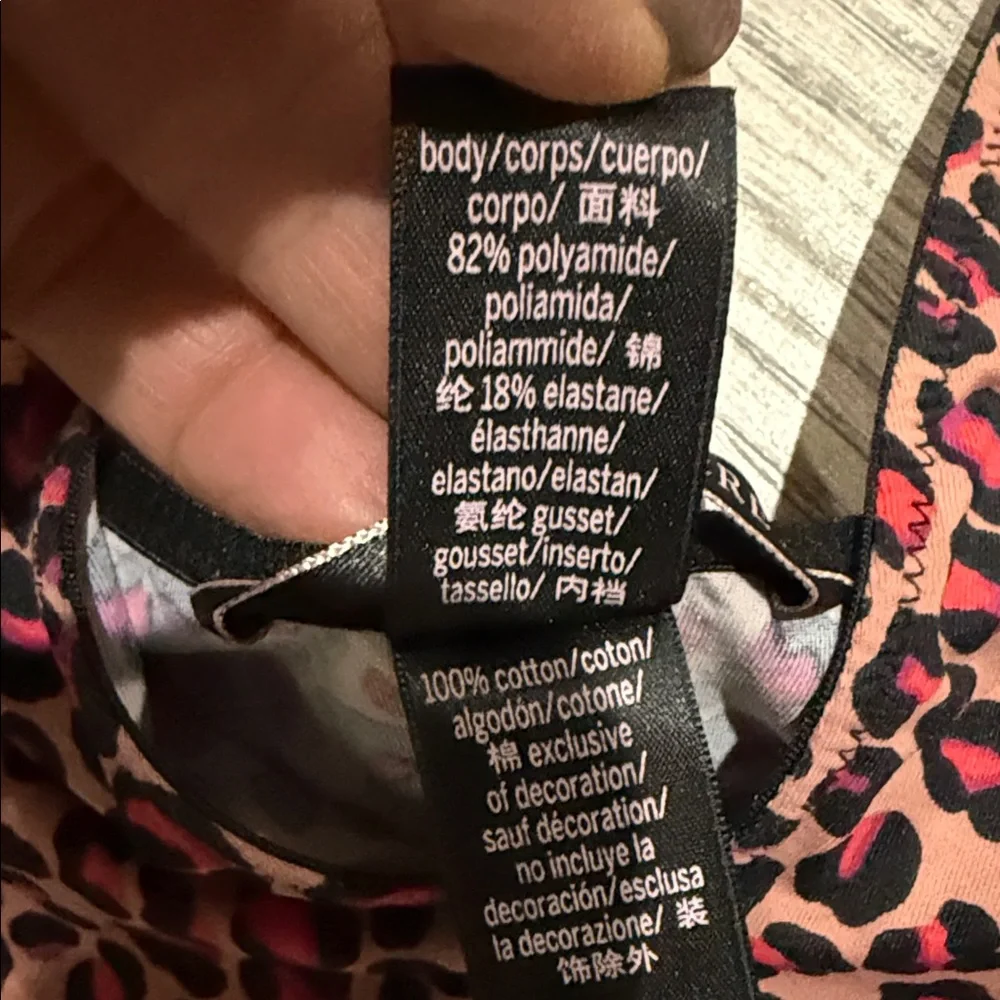 body/corps/cuerpo/
corpo/ 面料
82% polyamide/
poliamida/
poliammide/ 锦
纶 18% elastane/
élasthanne/
elastano/elastan/
氨纶 gusset/
gousset/inserto/
tassello/ 内裆
100% cotton/coton/
algodón/cotone/
棉 exclusive
of decoration/
sauf décoration/
no incluye la
decoración/esclusa
la decorazione/ 装
饰除外